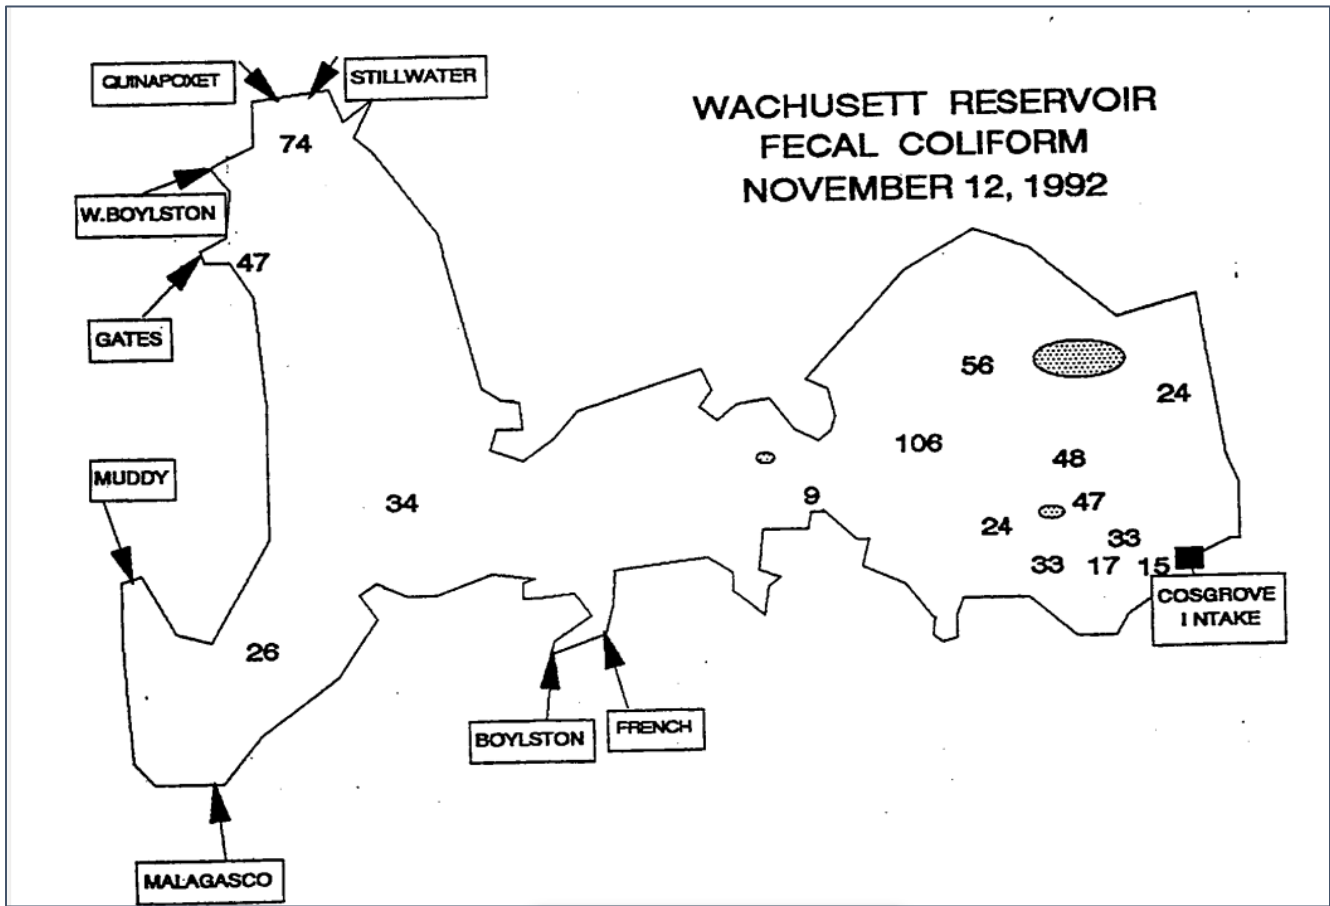 QUINAPOXET
STILLWATER
WACHUSETT RESERVOIR
FECAL COLIFORM
NOVEMBER 12, 1992
74
W.BOYLSTON
47
GATES
56
24
106
48
MUDDY
34
9
47
24
33
33
17
15
COSGROVE
INTAKE
26
BOYLSTON
FRENCH
MALAGASCO